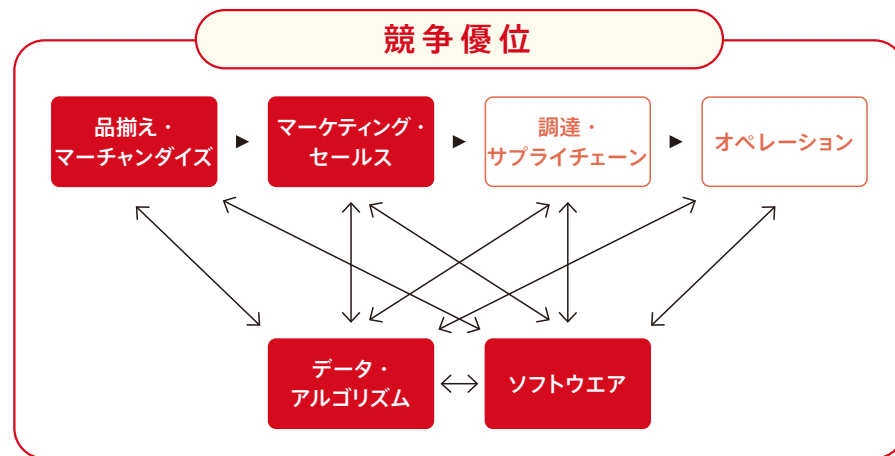 競争優位
品揃え・
マーチャンダイズ
マーケティング・
セールス
調達・
サプライチェーン
オペレーション
データ・
アルゴリズム
ソフトウエア